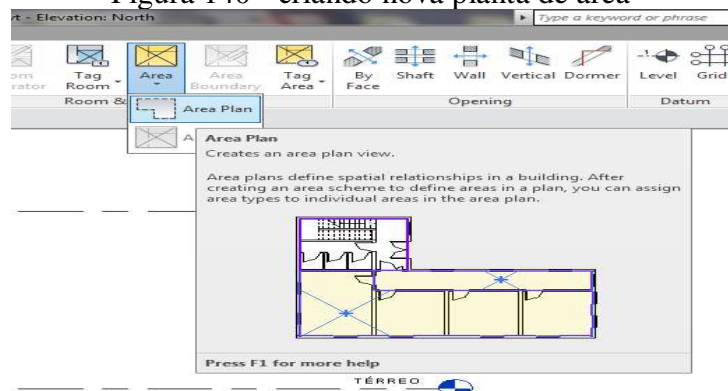 Figura 140 - criando nova planta de área
rt - Elevation: North
Type a keyword or phrase
Tag
Room
Area
Area
Boundary
Tag
Area
By
Face
Shaft
Wall
Vertical
Dormer
Level
Grid
Room &
Opening
Datum
Area Plan
A
Area Plan
Creates an area plan view.
Area plans define spatial relationships in a building. After
creating an area scheme to define areas in a plan, you can assign
area types to individual areas in the area plan.
Press F1 for more help
TÉRREO